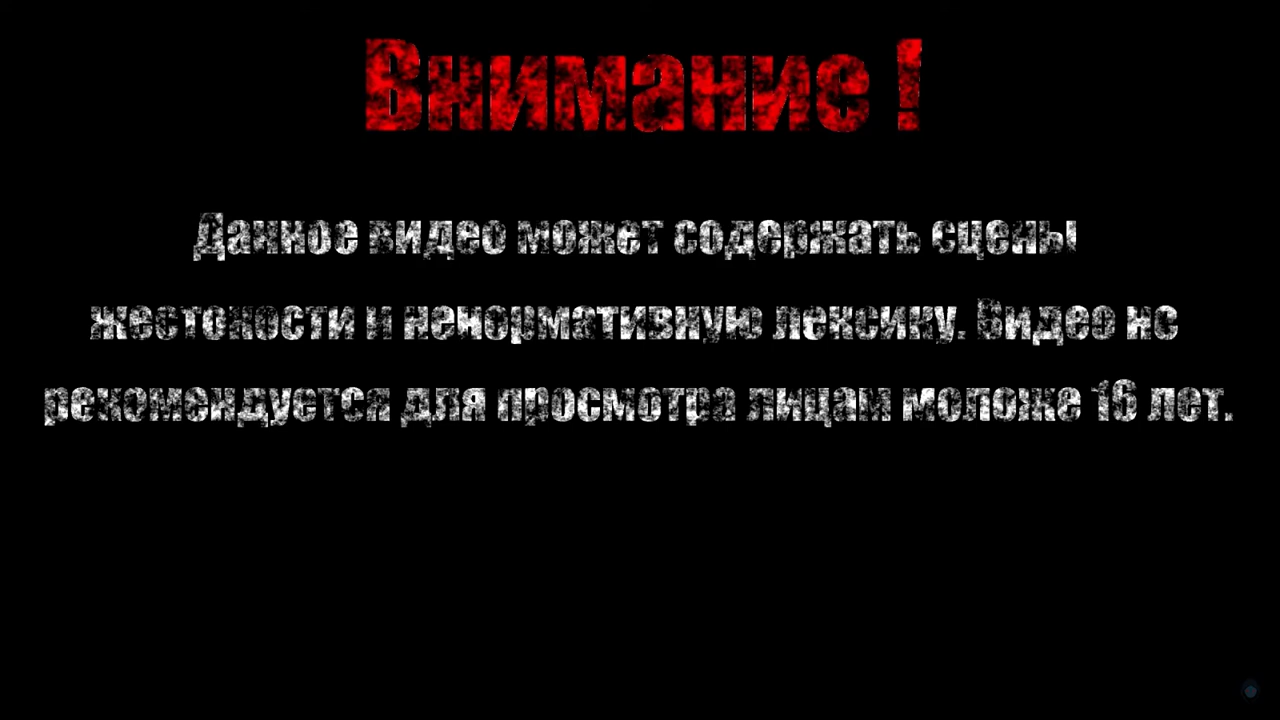 Внимание !
Данное видео может содержать сцены
жестокости и ненормативную лексику. Видео не
рекомендуется для просмотра лицам моложе 16 лет.